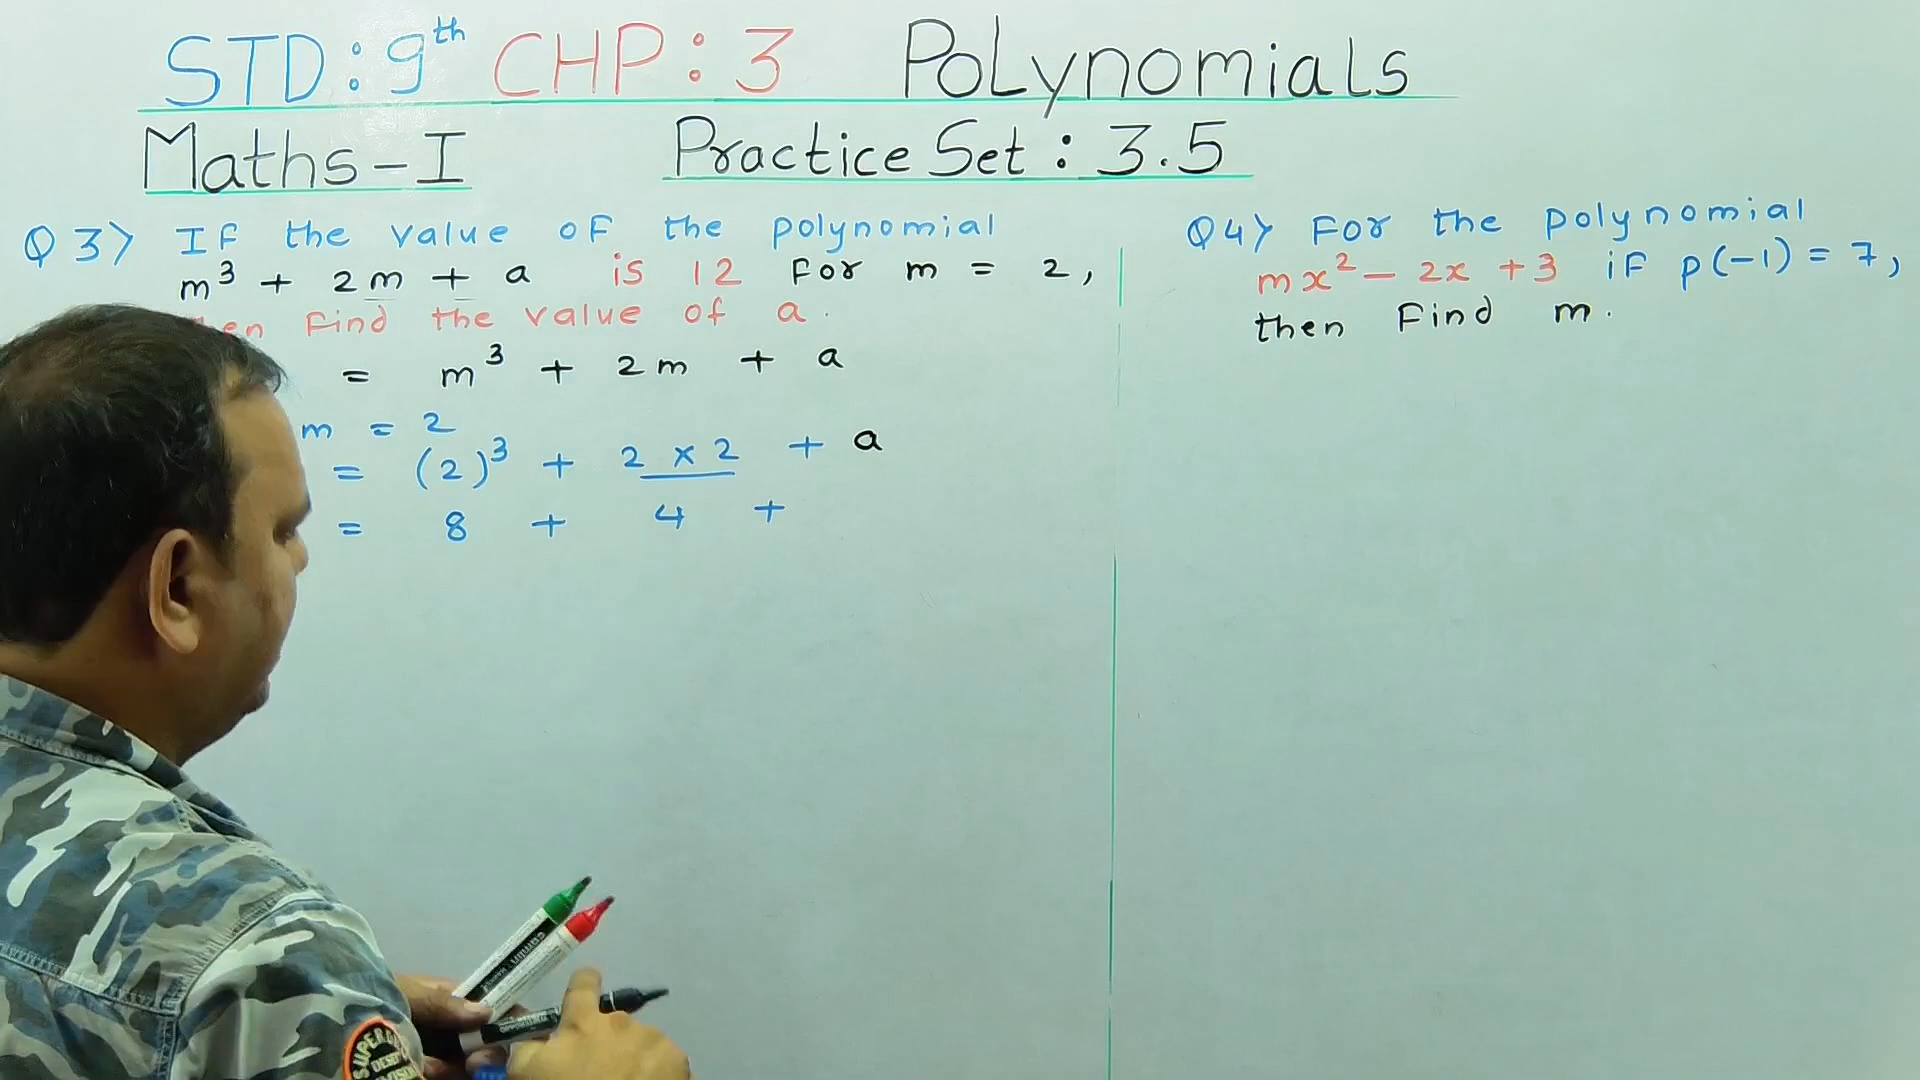 STD : 9th CHP : 3 Polynomials
Maths-I Practice Set : 3.5
Q3> If the value of the polynomial
m³ + 2m + a is 12 for m = 2,
find the value of a.
= m³ + 2m + a
m = 2
= (2)³ + 2 × 2 + a
= 8 + 4 +
Q4> For the polynomial
mx² - 2x + 3 if p(-1) = 7,
then find m.